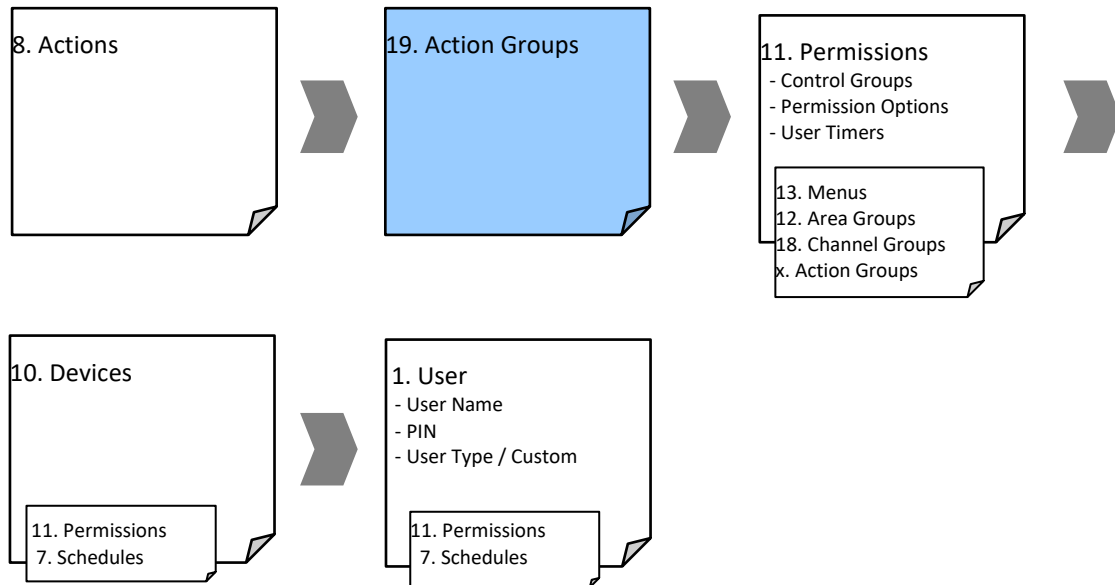 8. Actions
19. Action Groups
11. Permissions
- Control Groups
- Permission Options
- User Timers
13. Menus
12. Area Groups
18. Channel Groups
x. Action Groups
10. Devices
11. Permissions
7. Schedules
1. User
- User Name
- PIN
- User Type / Custom
11. Permissions
7. Schedules